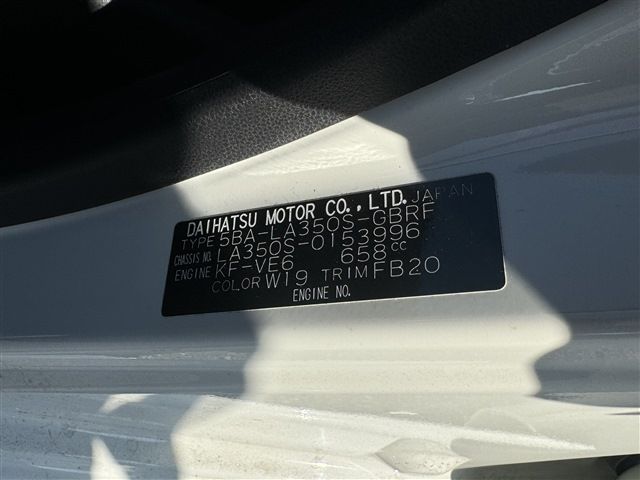 DAIHATSU MOTOR CO., LTD. JAPAN
TYPE 5BA-LA350S-GBRF
CHASSIS NO. LA350S-0153996
ENGINE KF-VE6 658cc
COLOR W19 TRIM FB20
ENGINE NO.